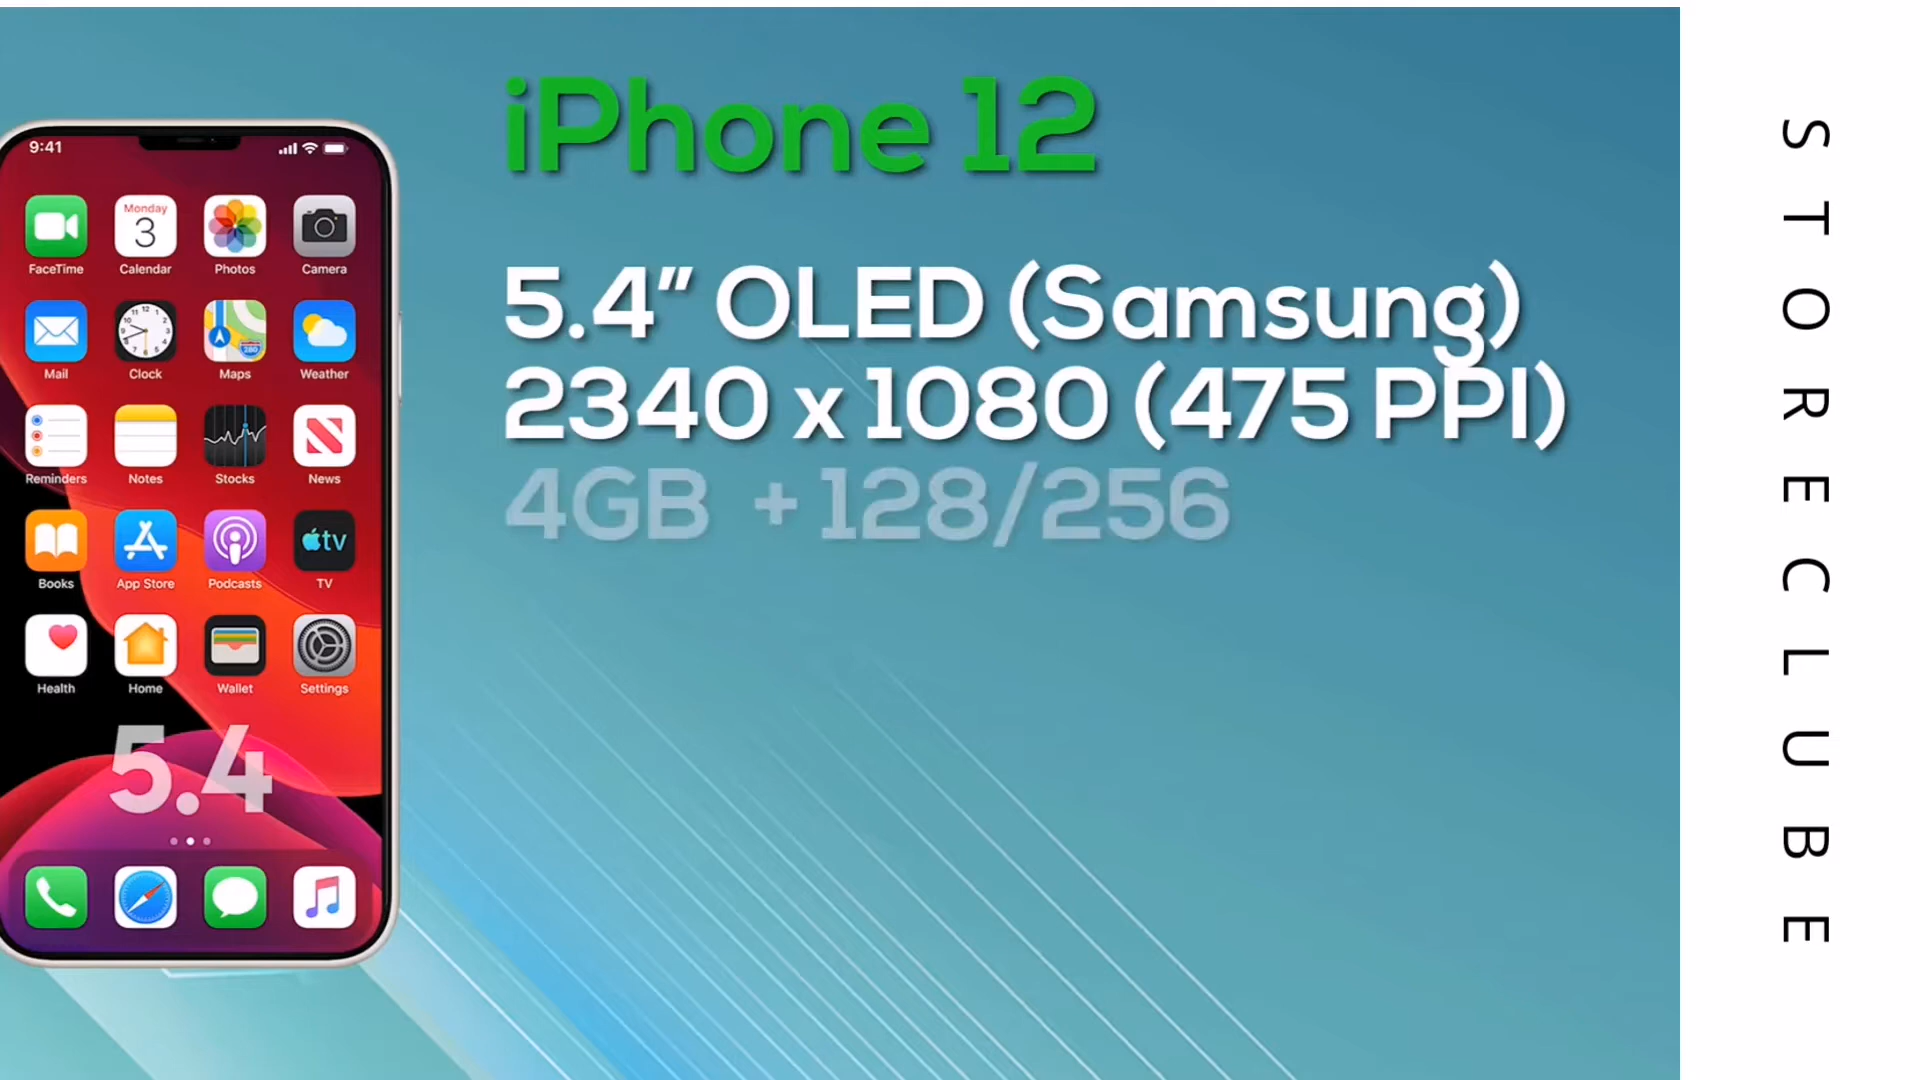 iPhone 12
5.4" OLED (Samsung)
2340 x 1080 (475 PPI)
4GB + 128/256
9:41
Monday
3
FaceTime Calendar Photos Camera
280
Mail Clock Maps Weather
Reminders Notes Stocks News
tv
Books App Store Podcasts TV
Health Home Wallet Settings
5.4
STORECLUBE